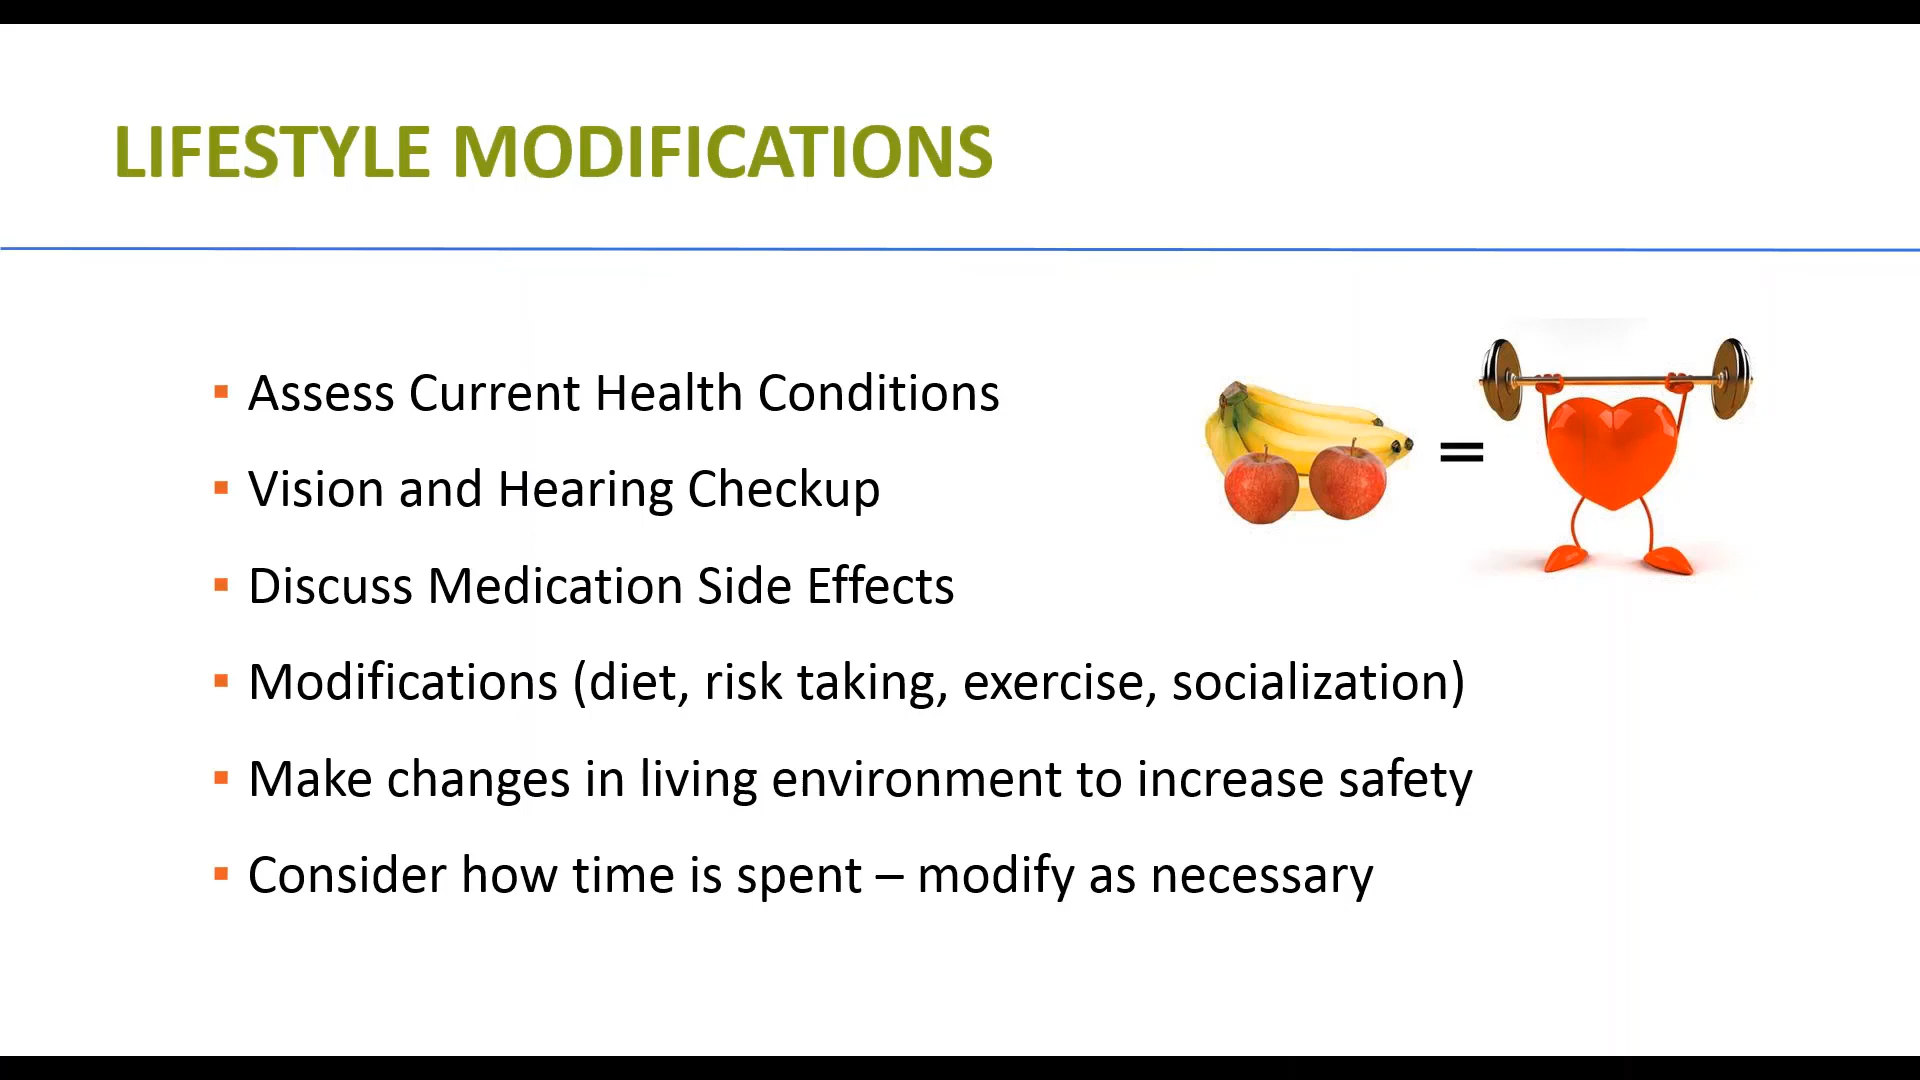 LIFESTYLE MODIFICATIONS
▪ Assess Current Health Conditions
▪ Vision and Hearing Checkup
▪ Discuss Medication Side Effects
▪ Modifications (diet, risk taking, exercise, socialization)
▪ Make changes in living environment to increase safety
▪ Consider how time is spent – modify as necessary
=